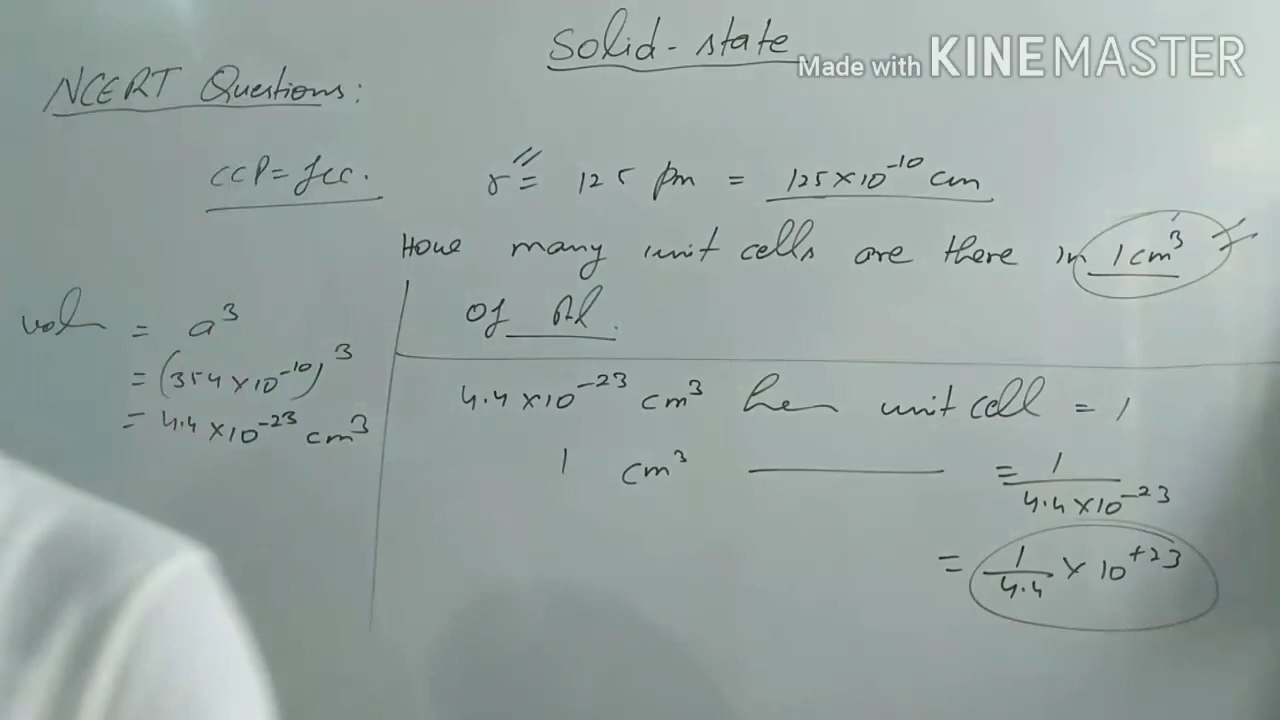 Solid-state
Made with KINEMASTER
NCERT Questions:
CCP = fcc.
r = 125 pm = 125×10⁻¹⁰ cm
How many unit cells are there in 1cm³
of Al.
vol = a³
= (354×10⁻¹⁰)³
= 4.4×10⁻²³ cm³
4.4×10⁻²³ cm³ unit cell = 1
1 cm³ = 1/4.4×10⁻²³
= 1/4.4 × 10⁺²³